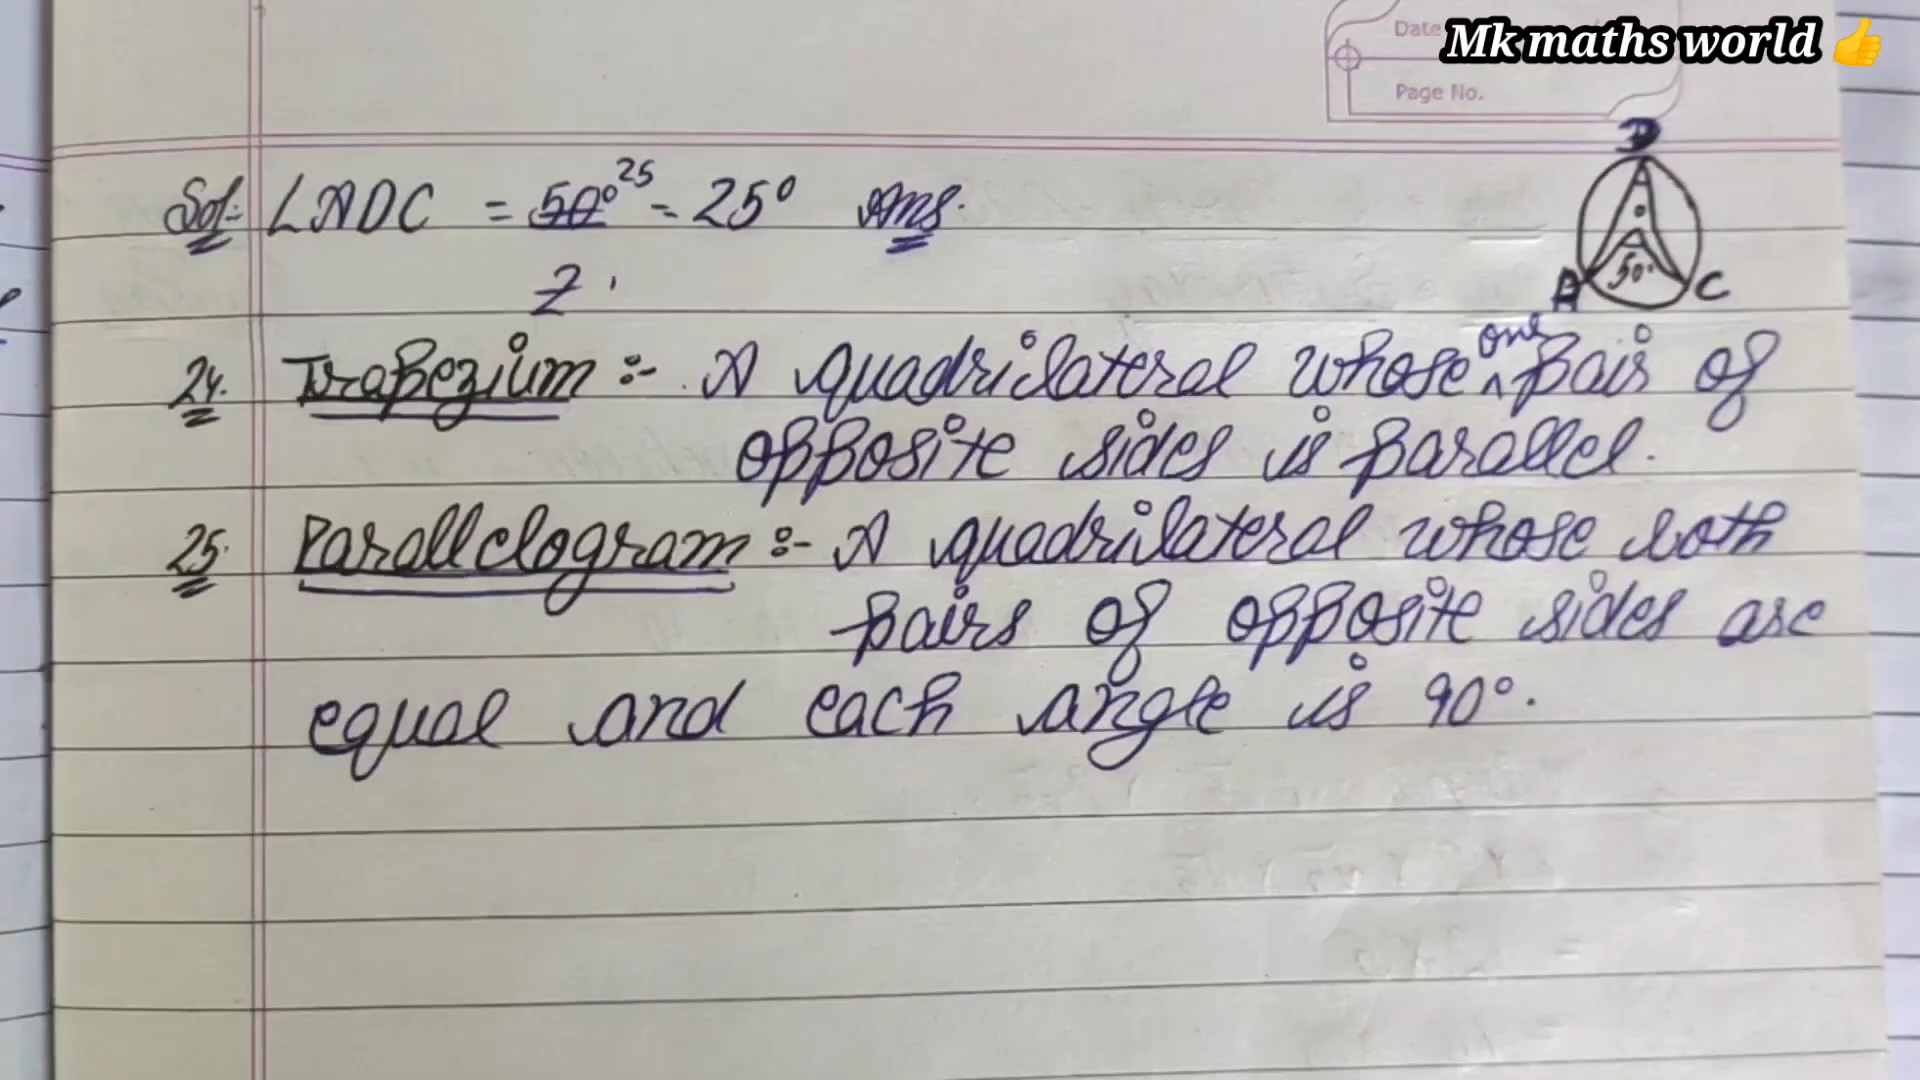 Date
Mk maths world 👍
Page No.
Sol:- ∠ADC = 50° 25 = 25° Ans.
2
D
50°
A C
24. Trapezium :- A quadrilateral whose one pair of
opposite sides is parallel.
25. Parallelogram :- A quadrilateral whose both
pairs of opposite sides are
equal and each angle is 90°.